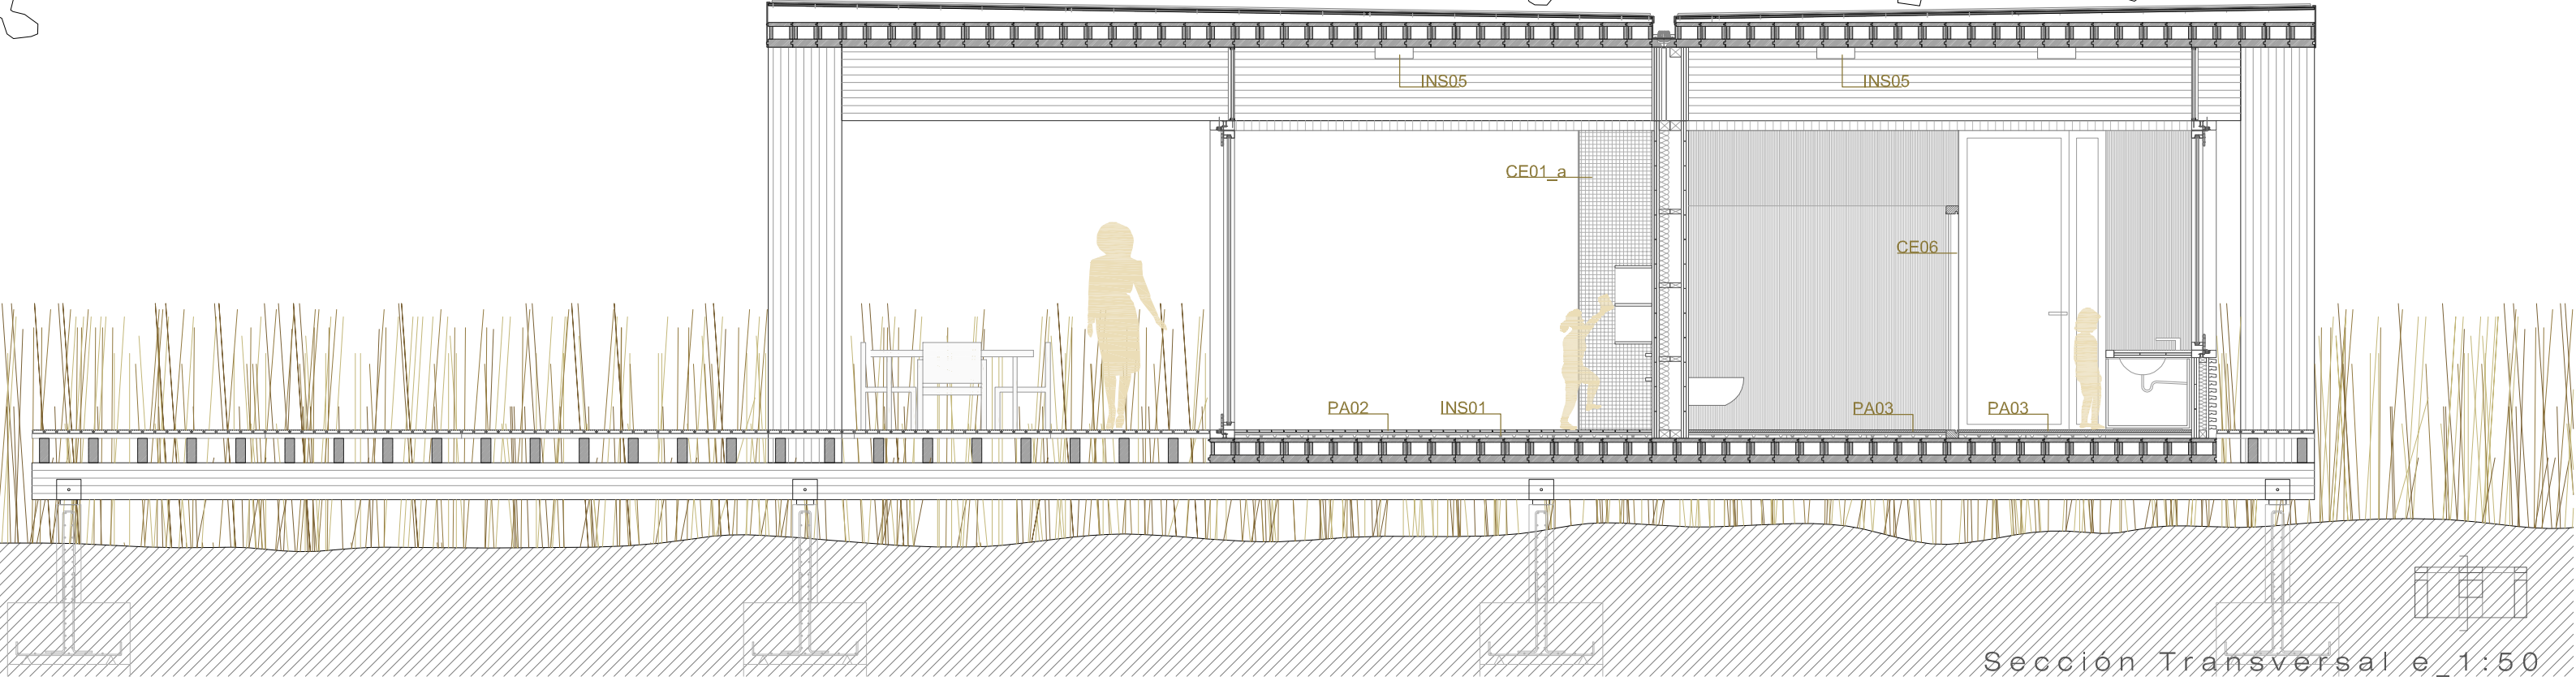 INS05
INS05
CE01_a
CE06
PA02
INS01
PA03
PA03
Sección Transversal e_1:50